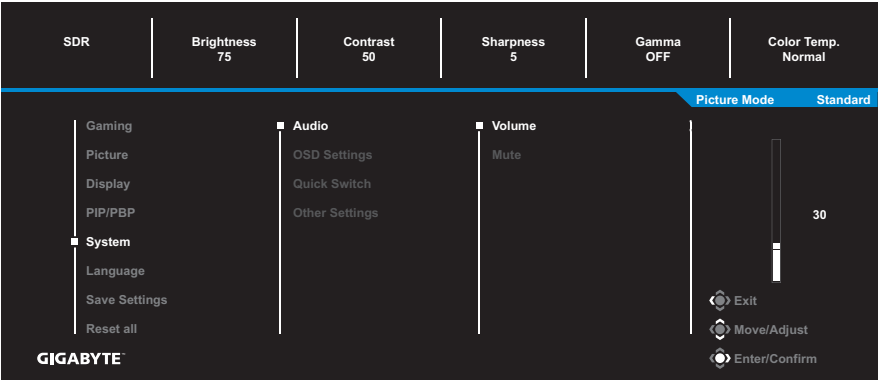 SDR
Brightness
75
Contrast
50
Sharpness
5
Gamma
OFF
Color Temp.
Normal
Picture Mode Standard
Gaming
Picture
Display
PIP/PBP
System
Language
Save Settings
Reset all
Audio
OSD Settings
Quick Switch
Other Settings
Volume
Mute
30
Exit
Move/Adjust
Enter/Confirm
GIGABYTE™